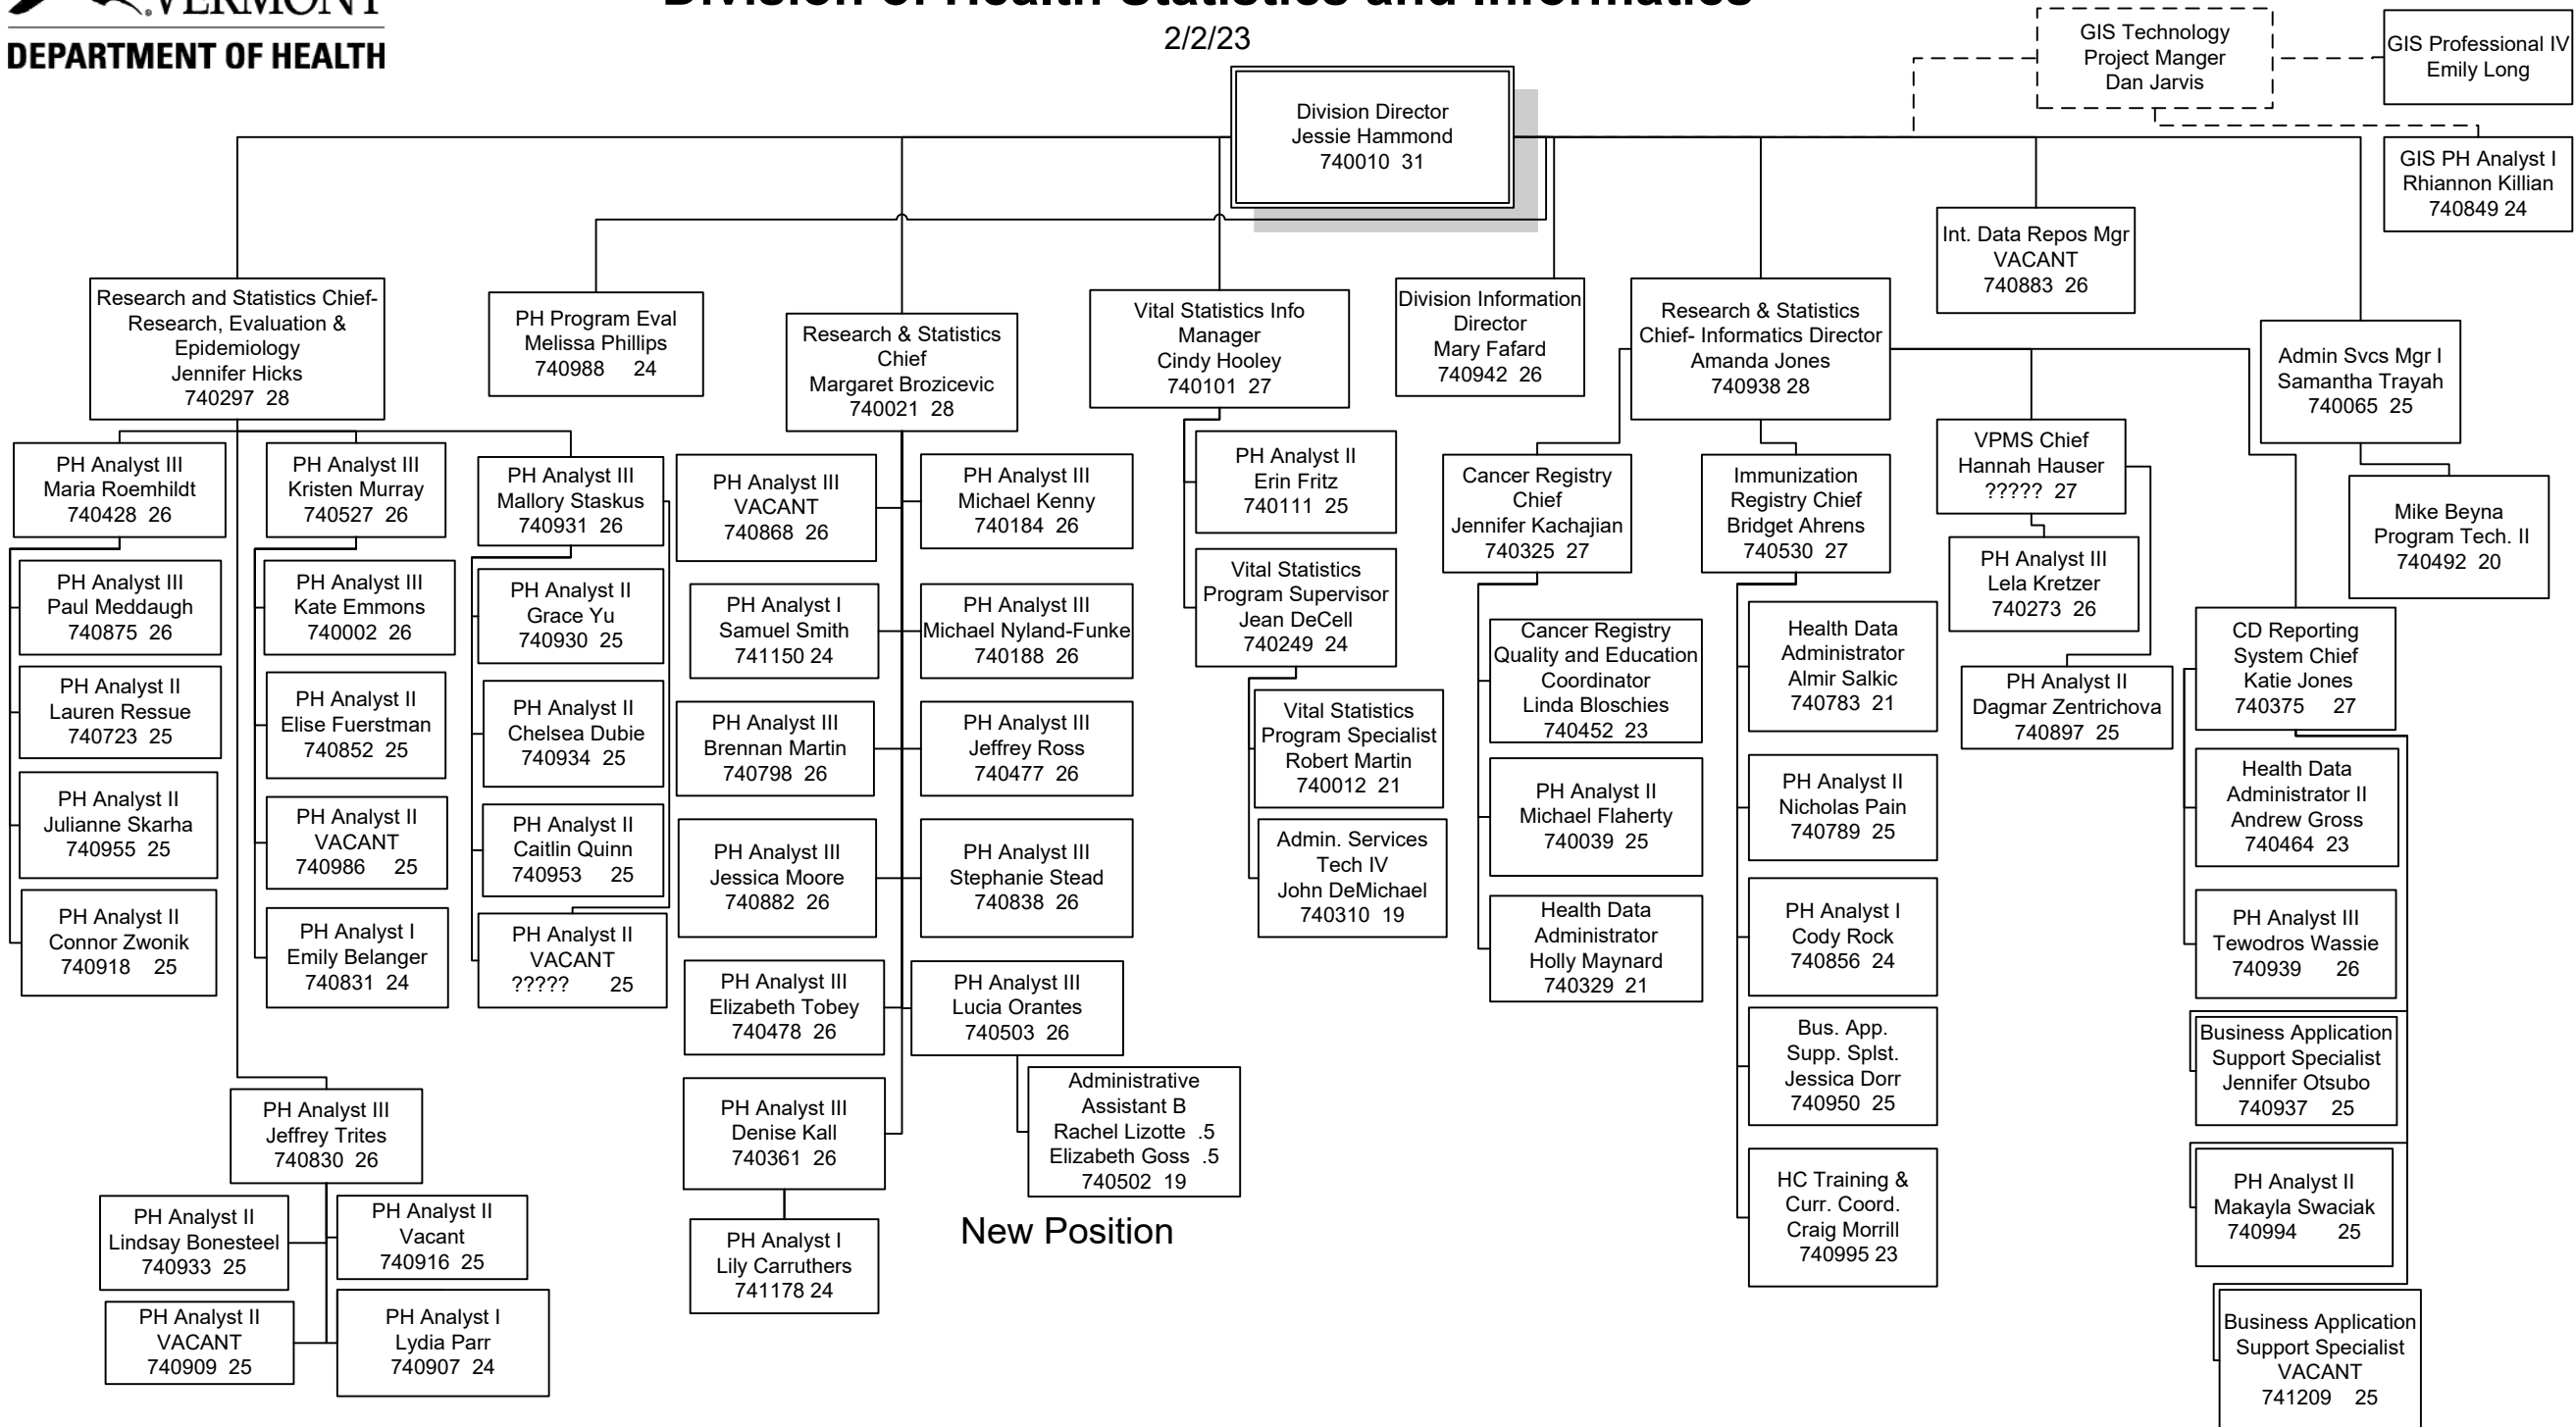 VERMONT
DEPARTMENT OF HEALTH
Division of Health Statistics and Informatics
2/2/23
GIS Technology
Project Manger
Dan Jarvis
GIS Professional IV
Emily Long
GIS PH Analyst I
Rhiannon Killian
740849 24
Division Director
Jessie Hammond
740010 31
Research and Statistics Chief-
Research, Evaluation &
Epidemiology
Jennifer Hicks
740297 28
PH Program Eval
Melissa Phillips
740988 24
Research & Statistics
Chief
Margaret Brozicevic
740021 28
Vital Statistics Info
Manager
Cindy Hooley
740101 27
Division Information
Director
Mary Fafard
740942 26
Research & Statistics
Chief- Informatics Director
Amanda Jones
740938 28
Int. Data Repos Mgr
VACANT
740883 26
Admin Svcs Mgr I
Samantha Trayah
740065 25
Mike Beyna
Program Tech. II
740492 20
PH Analyst III
Maria Roemhildt
740428 26
PH Analyst III
Paul Meddaugh
740875 26
PH Analyst II
Lauren Ressue
740723 25
PH Analyst II
Julianne Skarha
740955 25
PH Analyst II
Connor Zwonik
740918 25
PH Analyst III
Kristen Murray
740527 26
PH Analyst III
Kate Emmons
740002 26
PH Analyst II
Elise Fuerstman
740852 25
PH Analyst II
VACANT
740986 25
PH Analyst I
Emily Belanger
740831 24
PH Analyst III
Mallory Staskus
740931 26
PH Analyst II
Grace Yu
740930 25
PH Analyst II
Chelsea Dubie
740934 25
PH Analyst II
Caitlin Quinn
740953 25
PH Analyst II
VACANT
????? 25
PH Analyst III
Jeffrey Trites
740830 26
PH Analyst II
Lindsay Bonesteel
740933 25
PH Analyst II
Vacant
740916 25
PH Analyst II
VACANT
740909 25
PH Analyst I
Lydia Parr
740907 24
PH Analyst III
VACANT
740868 26
PH Analyst III
Michael Kenny
740184 26
PH Analyst I
Samuel Smith
741150 24
PH Analyst III
Michael Nyland-Funke
740188 26
PH Analyst III
Brennan Martin
740798 26
PH Analyst III
Jeffrey Ross
740477 26
PH Analyst III
Jessica Moore
740882 26
PH Analyst III
Stephanie Stead
740838 26
PH Analyst III
Elizabeth Tobey
740478 26
PH Analyst III
Lucia Orantes
740503 26
PH Analyst III
Denise Kall
740361 26
Administrative
Assistant B
Rachel Lizotte .5
Elizabeth Goss .5
740502 19
PH Analyst I
Lily Carruthers
741178 24
New Position
PH Analyst II
Erin Fritz
740111 25
Vital Statistics
Program Supervisor
Jean DeCell
740249 24
Vital Statistics
Program Specialist
Robert Martin
740012 21
Admin. Services
Tech IV
John DeMichael
740310 19
Cancer Registry
Chief
Jennifer Kachajian
740325 27
Cancer Registry
Quality and Education
Coordinator
Linda Bloschies
740452 23
PH Analyst II
Michael Flaherty
740039 25
Health Data
Administrator
Holly Maynard
740329 21
Immunization
Registry Chief
Bridget Ahrens
740530 27
Health Data
Administrator
Almir Salkic
740783 21
PH Analyst II
Nicholas Pain
740789 25
PH Analyst I
Cody Rock
740856 24
Bus. App.
Supp. Splst.
Jessica Dorr
740950 25
HC Training &
Curr. Coord.
Craig Morrill
740995 23
VPMS Chief
Hannah Hauser
????? 27
PH Analyst III
Lela Kretzer
740273 26
PH Analyst II
Dagmar Zentrichova
740897 25
CD Reporting
System Chief
Katie Jones
740375 27
Health Data
Administrator II
Andrew Gross
740464 23
PH Analyst III
Tewodros Wassie
740939 26
Business Application
Support Specialist
Jennifer Otsubo
740937 25
PH Analyst II
Makayla Swaciak
740994 25
Business Application
Support Specialist
VACANT
741209 25